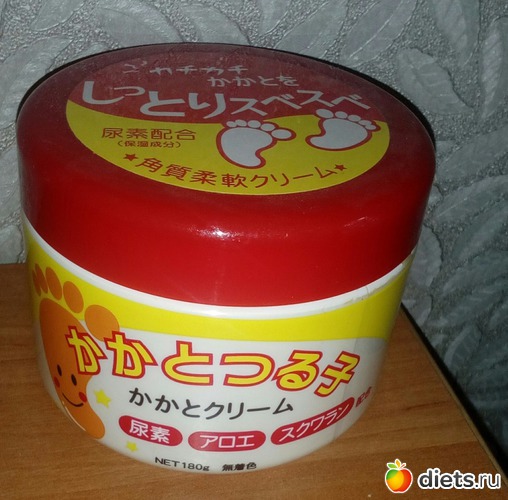 ガチガチ
かかとを
しっとりスベスベ
尿素配合
(保湿成分)
★角質柔軟クリーム★
かかとつる子
かかとクリーム
尿素 アロエ スクワラン 配合
NET180g 無着色
diets.ru